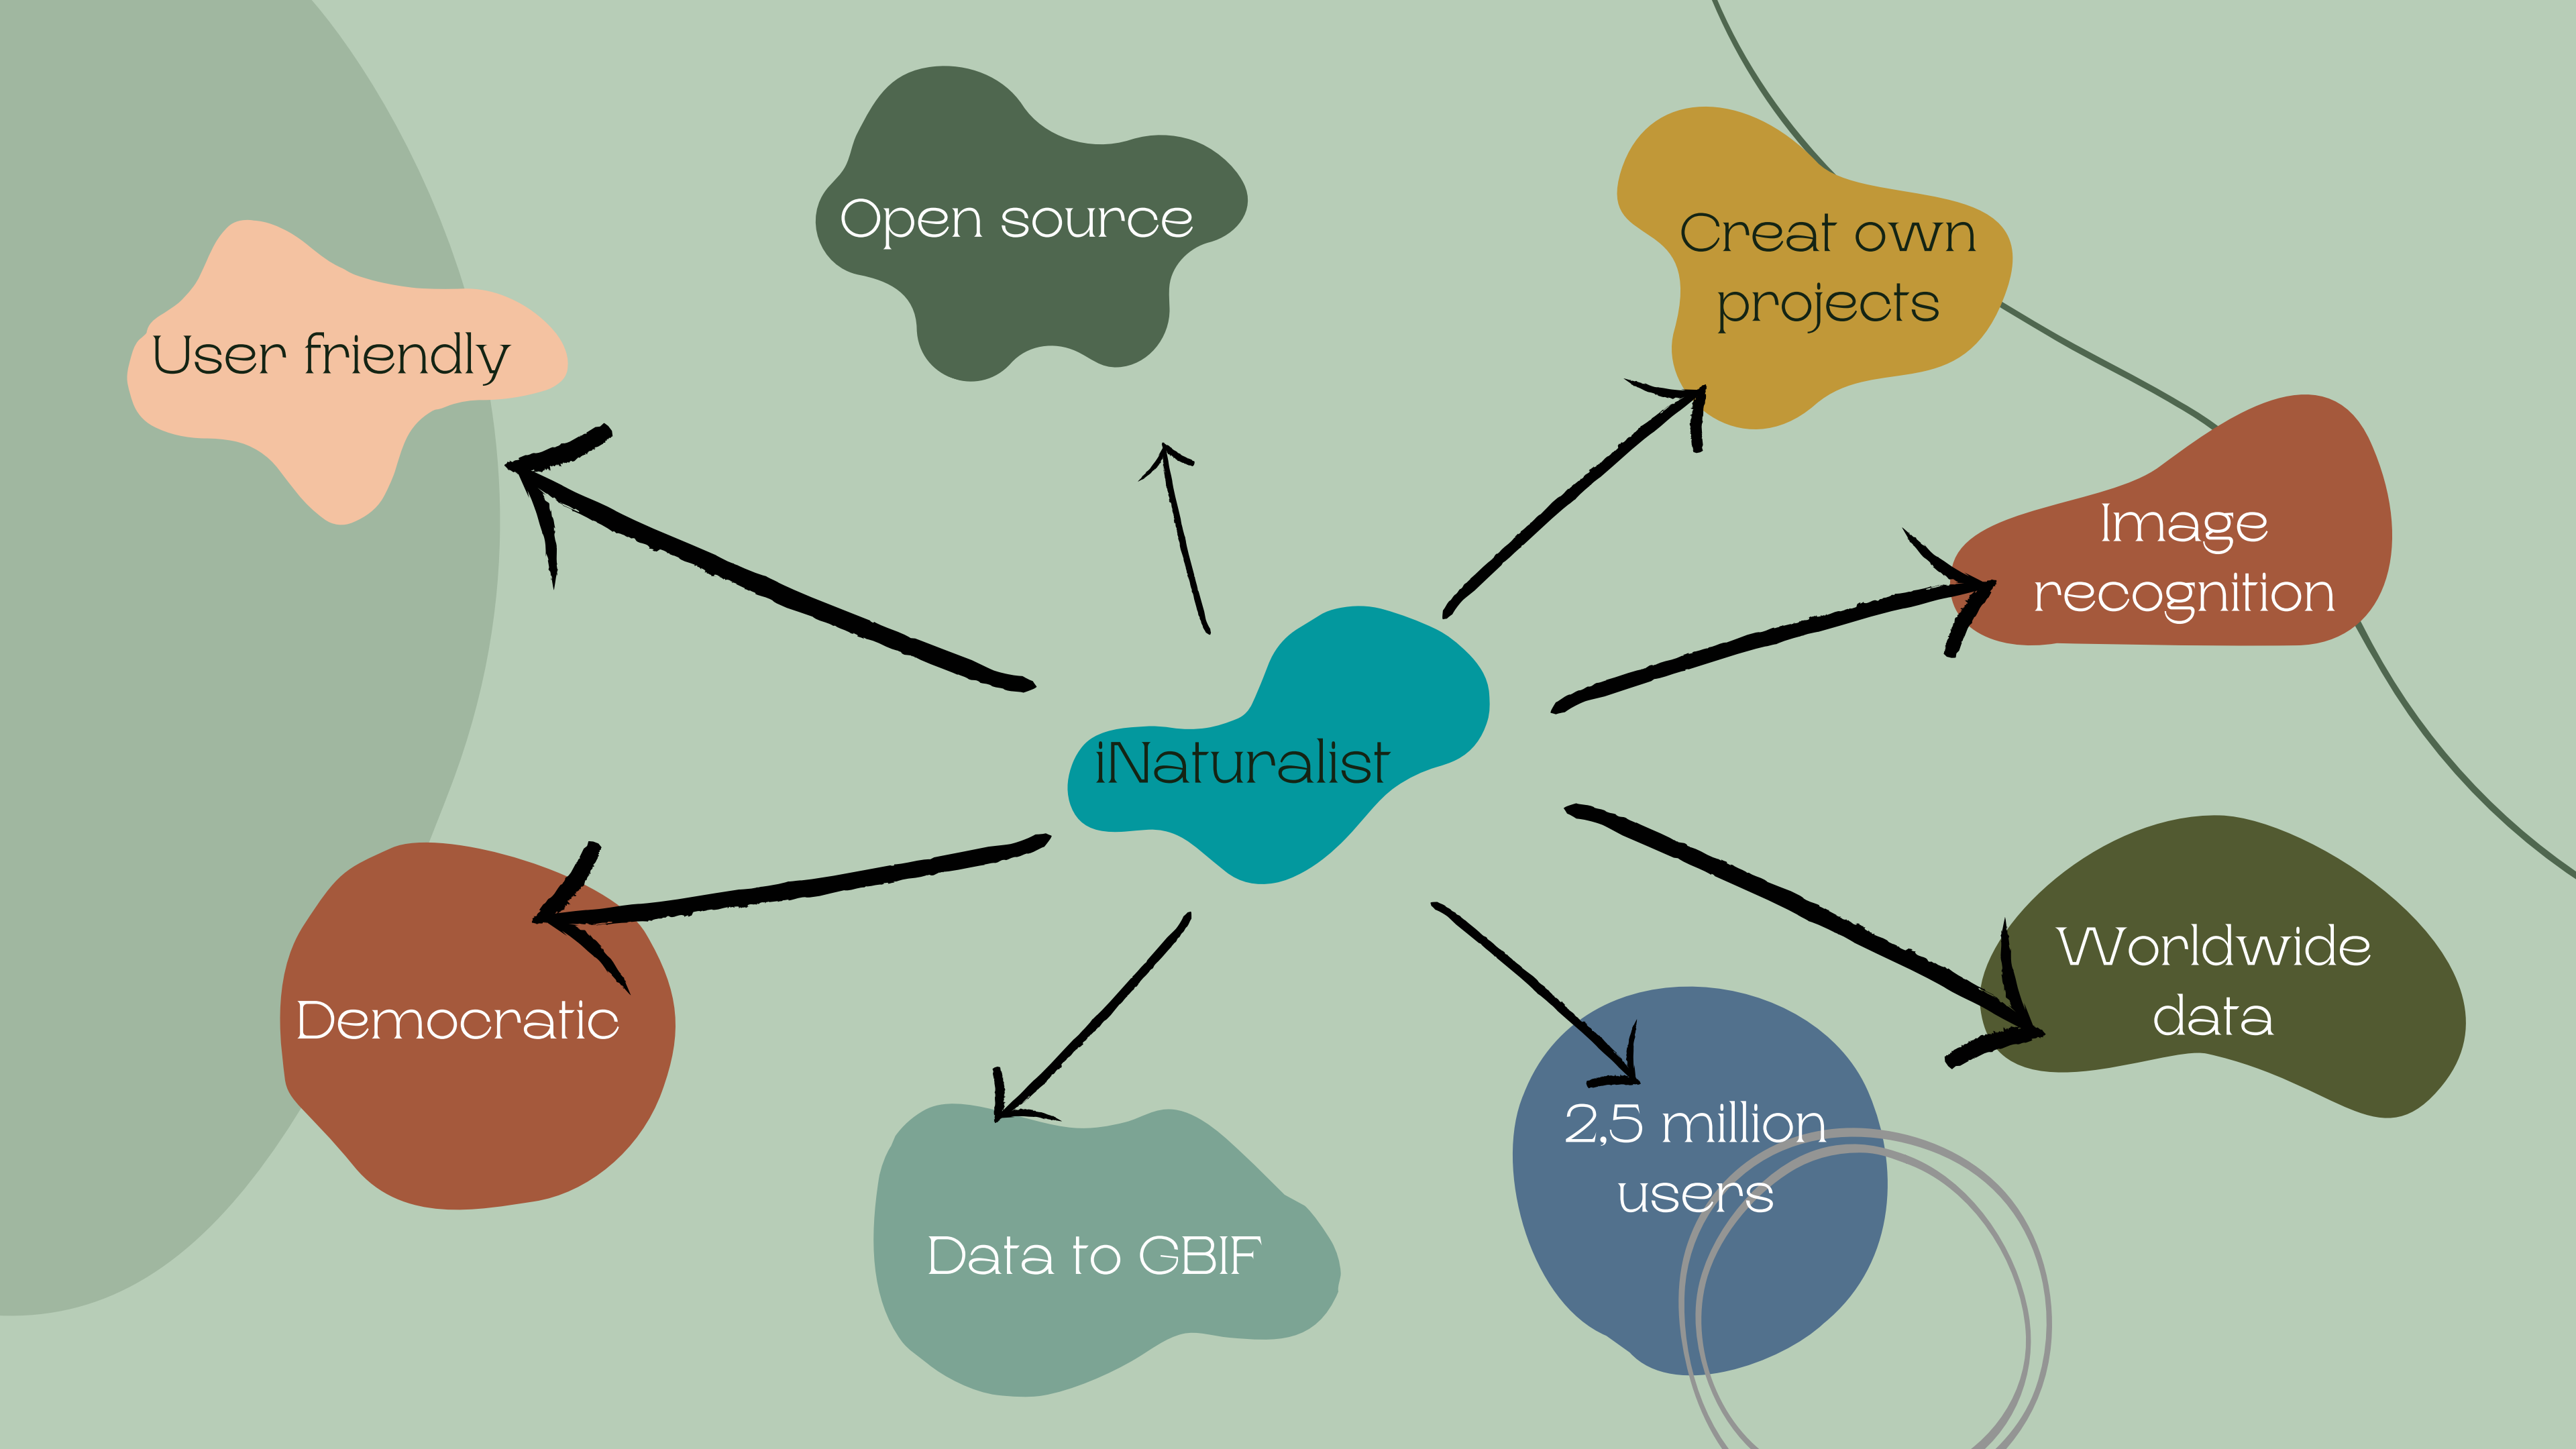 Open source
Creat own
projects
User friendly
Image
recognition
iNaturalist
Worldwide
data
Democratic
2,5 million
users
Data to GBIF